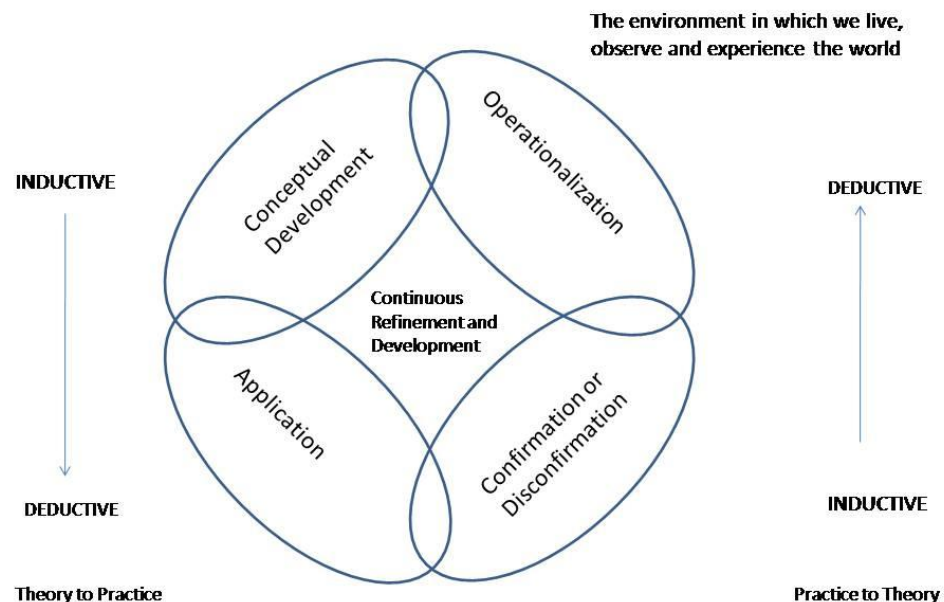 The environment in which we live,
observe and experience the world
INDUCTIVE
DEDUCTIVE
Conceptual
Development
Operationalization
Continuous
Refinement and
Development
Application
Confirmation or
Disconfirmation
DEDUCTIVE
INDUCTIVE
Theory to Practice
Practice to Theory